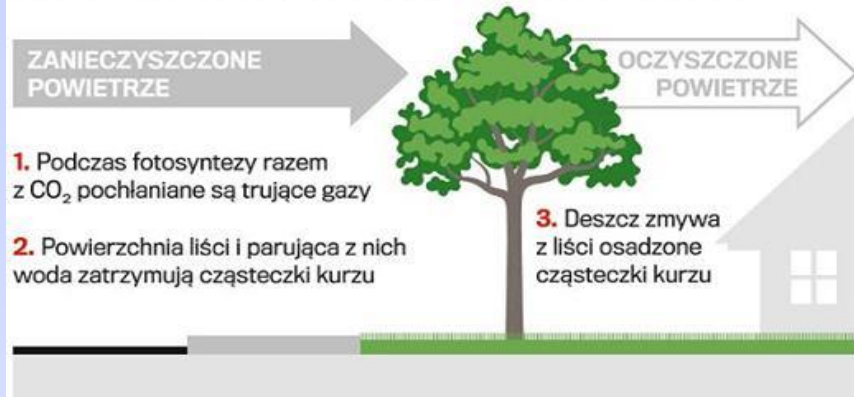 ZANIECZYSZCZONE
POWIETRZE
OCZYSZCZONE
POWIETRZE
1. Podczas fotosyntezy razem
z CO₂ pochłaniane są trujące gazy
2. Powierzchnia liści i parująca z nich
woda zatrzymują cząsteczki kurzu
3. Deszcz zmywa
z liści osadzone
cząsteczki kurzu